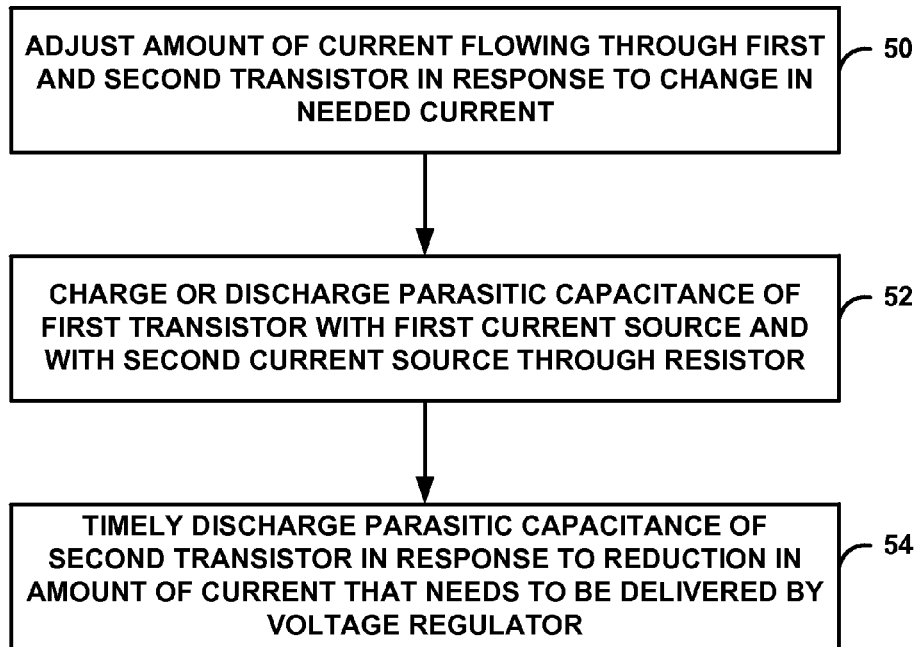 ADJUST AMOUNT OF CURRENT FLOWING THROUGH FIRST
AND SECOND TRANSISTOR IN RESPONSE TO CHANGE IN
NEEDED CURRENT
50
CHARGE OR DISCHARGE PARASITIC CAPACITANCE OF
FIRST TRANSISTOR WITH FIRST CURRENT SOURCE AND
WITH SECOND CURRENT SOURCE THROUGH RESISTOR
52
TIMELY DISCHARGE PARASITIC CAPACITANCE OF
SECOND TRANSISTOR IN RESPONSE TO REDUCTION IN
AMOUNT OF CURRENT THAT NEEDS TO BE DELIVERED BY
VOLTAGE REGULATOR
54